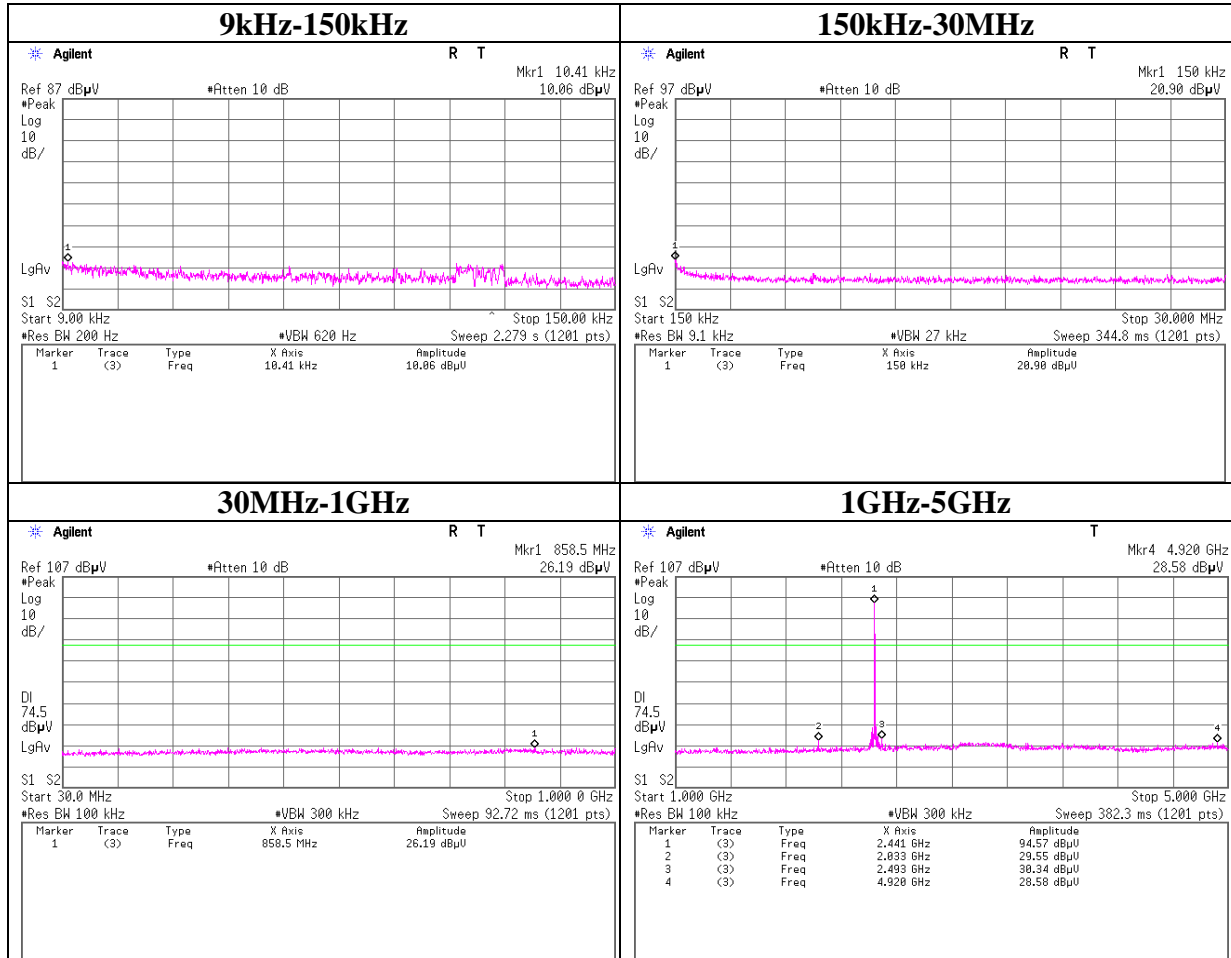 9kHz-150kHz
Agilent R T
Mkr1 10.41 kHz
Ref 87 dBµV #Atten 10 dB 10.06 dBµV
#Peak
Log
10
dB/
1
LgAv
S1 S2
Start 9.00 kHz ^ Stop 150.00 kHz
#Res BW 200 Hz #VBW 620 Hz Sweep 2.279 s (1201 pts)
Marker Trace Type X Axis Amplitude
1 (3) Freq 10.41 kHz 10.06 dBµV
150kHz-30MHz
Agilent R T
Mkr1 150 kHz
Ref 97 dBµV #Atten 10 dB 20.90 dBµV
#Peak
Log
10
dB/
1
LgAv
S1 S2
Start 150 kHz Stop 30.000 MHz
#Res BW 9.1 kHz #VBW 27 kHz Sweep 344.8 ms (1201 pts)
Marker Trace Type X Axis Amplitude
1 (3) Freq 150 kHz 20.90 dBµV
30MHz-1GHz
Agilent R T
Mkr1 858.5 MHz
Ref 107 dBµV #Atten 10 dB 26.19 dBµV
#Peak
Log
10
dB/
DI
74.5
dBµV
1
LgAv
S1 S2
Start 30.0 MHz Stop 1.000 0 GHz
#Res BW 100 kHz #VBW 300 kHz Sweep 92.72 ms (1201 pts)
Marker Trace Type X Axis Amplitude
1 (3) Freq 858.5 MHz 26.19 dBµV
1GHz-5GHz
Agilent T
Mkr4 4.920 GHz
Ref 107 dBµV #Atten 10 dB 28.58 dBµV
#Peak
1
Log
10
dB/
DI
74.5
dBµV
2 3 4
LgAv
S1 S2
Start 1.000 GHz Stop 5.000 GHz
#Res BW 100 kHz #VBW 300 kHz Sweep 382.3 ms (1201 pts)
Marker Trace Type X Axis Amplitude
1 (3) Freq 2.441 GHz 94.57 dBµV
2 (3) Freq 2.033 GHz 29.55 dBµV
3 (3) Freq 2.493 GHz 30.34 dBµV
4 (3) Freq 4.920 GHz 28.58 dBµV